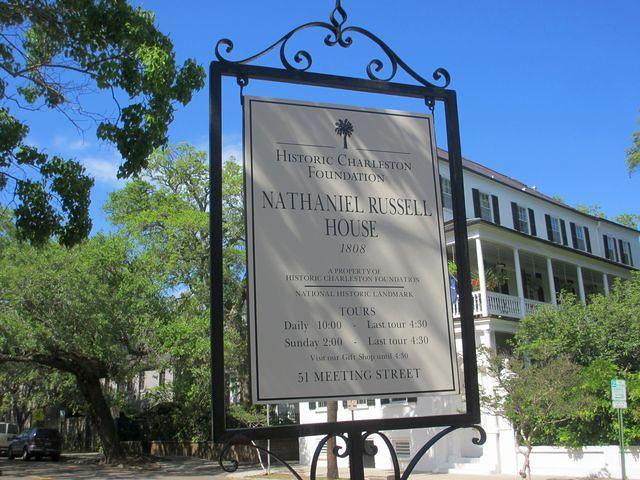 HISTORIC CHARLESTON
FOUNDATION
NATHANIEL RUSSELL
HOUSE
1808
A PROPERTY OF
HISTORIC CHARLESTON FOUNDATION
NATIONAL HISTORIC LANDMARK
TOURS
Daily 10:00 - Last tour 4:30
Sunday 2:00 - Last tour 4:30
Visit our Gift Shop until 4:30
51 MEETING STREET